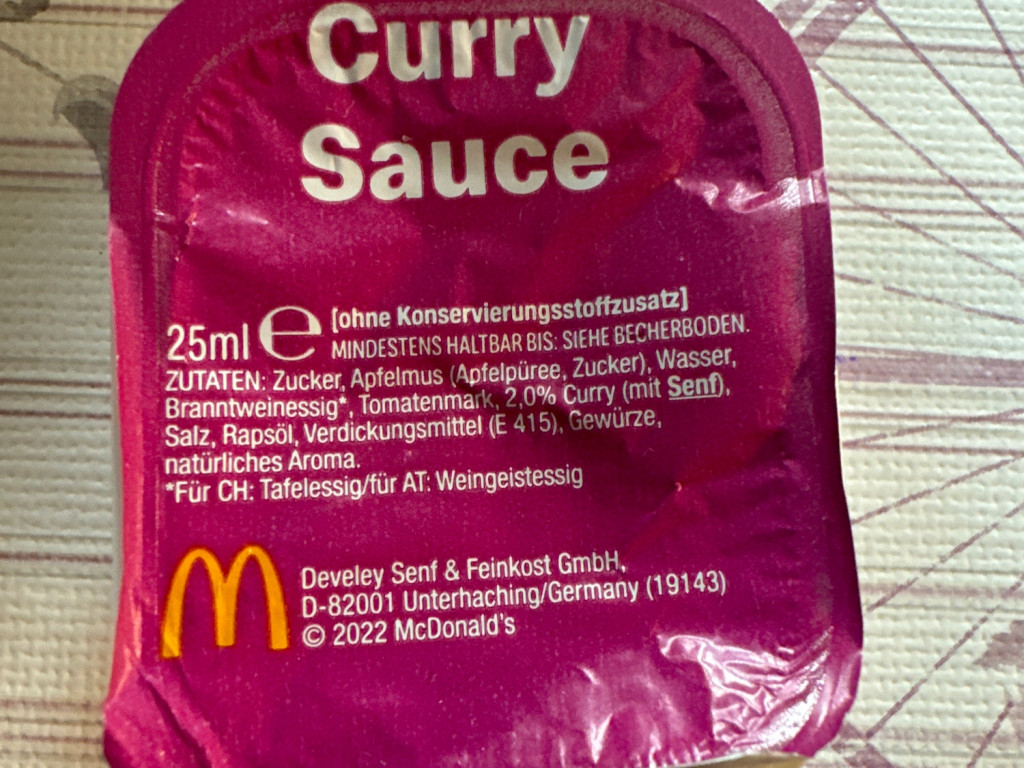 Curry
Sauce
25ml ℮ [ohne Konservierungsstoffzusatz]
MINDESTENS HALTBAR BIS: SIEHE BECHERBODEN.
ZUTATEN: Zucker, Apfelmus (Apfelpüree, Zucker), Wasser,
Branntweinessig*, Tomatenmark, 2,0% Curry (mit Senf),
Salz, Rapsöl, Verdickungsmittel (E 415), Gewürze,
natürliches Aroma.
*Für CH: Tafelessig/für AT: Weingeistessig
Develey Senf & Feinkost GmbH,
D-82001 Unterhaching/Germany (19143)
© 2022 McDonald's